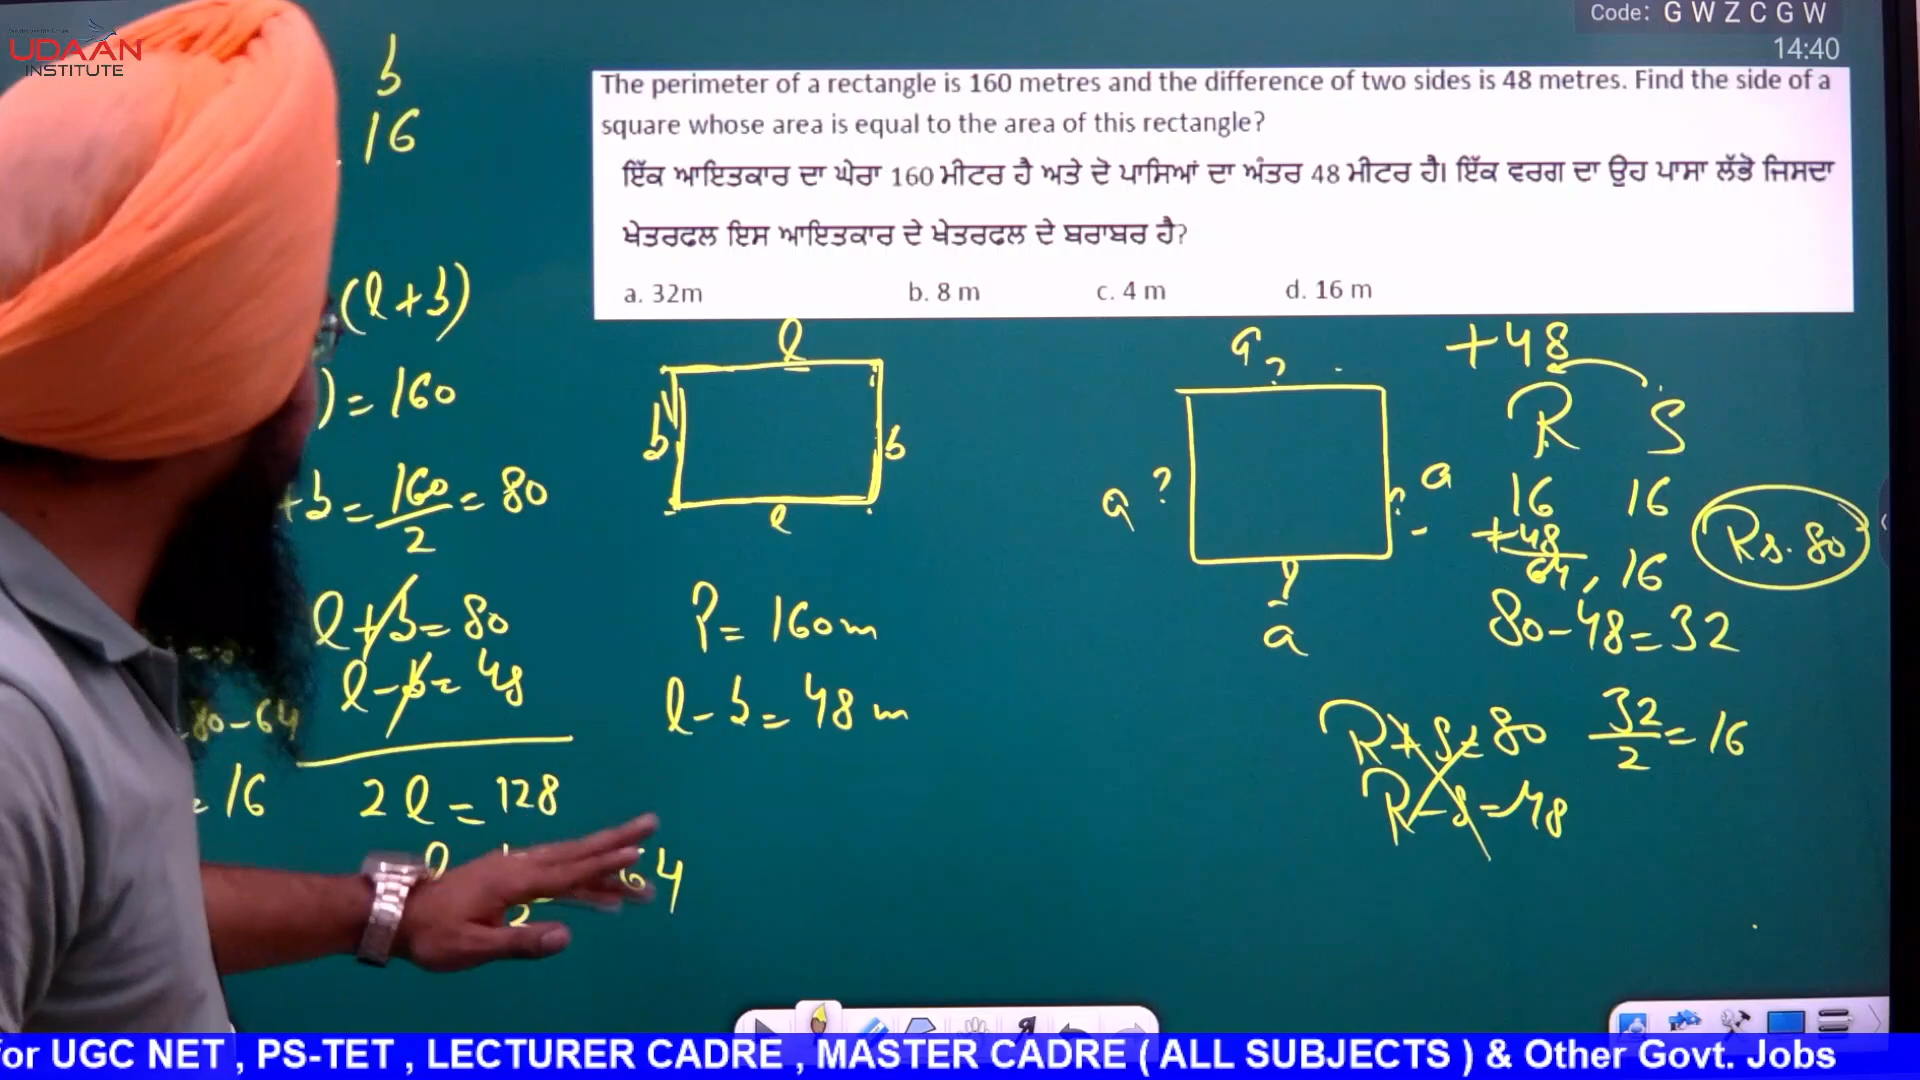 UDAAN
INSTITUTE
Code: G W Z C G W
14:40
The perimeter of a rectangle is 160 metres and the difference of two sides is 48 metres. Find the side of a
square whose area is equal to the area of this rectangle?
ਇੱਕ ਆਇਤਕਾਰ ਦਾ ਘੇਰਾ 160 ਮੀਟਰ ਹੈ ਅਤੇ ਦੋ ਪਾਸਿਆਂ ਦਾ ਅੰਤਰ 48 ਮੀਟਰ ਹੈ। ਇੱਕ ਵਰਗ ਦਾ ਉਹ ਪਾਸਾ ਲੱਭੋ ਜਿਸਦਾ
ਖੇਤਰਫਲ ਇਸ ਆਇਤਕਾਰ ਦੇ ਖੇਤਰਫਲ ਦੇ ਬਰਾਬਰ ਹੈ?
a. 32m b. 8 m c. 4 m d. 16 m
b
16
(l+b)
) = 160
+b = 160/2 = 80
l+b = 80
l-b = 48
80-64
= 16
2l = 128
64
l
b
b
l
P = 160m
l-b = 48m
a ?
a ?
? a
?
a
+48
R S
16 16
+48
64, 16
Rs. 80
80-48=32
R+S=80
R-S=48
32/2 = 16
for UGC NET , PS-TET , LECTURER CADRE , MASTER CADRE ( ALL SUBJECTS ) & Other Govt. Jobs